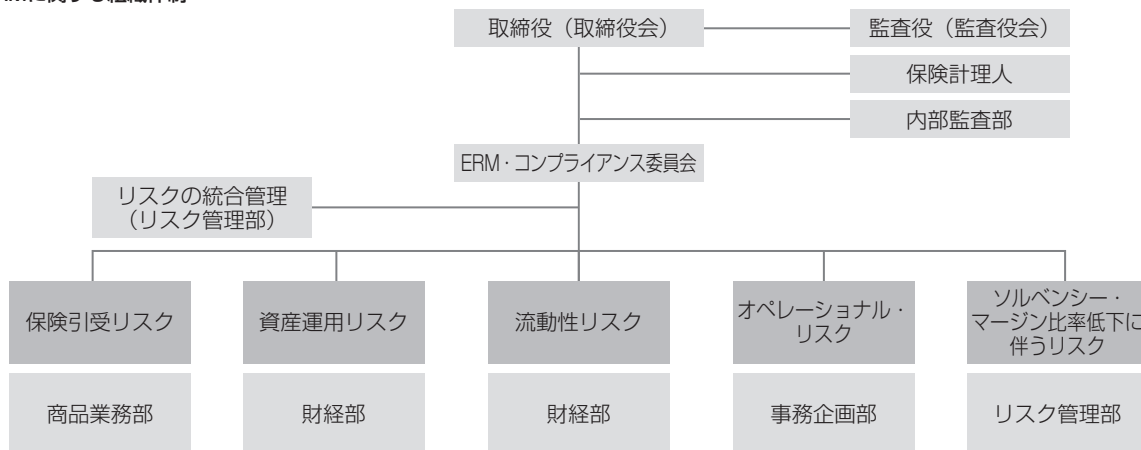 取締役（取締役会）
監査役（監査役会）
保険計理人
内部監査部
ERM・コンプライアンス委員会
リスクの統合管理
（リスク管理部）
保険引受リスク
資産運用リスク
流動性リスク
オペレーショナル・
リスク
ソルベンシー・
マージン比率低下に
伴うリスク
商品業務部
財経部
財経部
事務企画部
リスク管理部